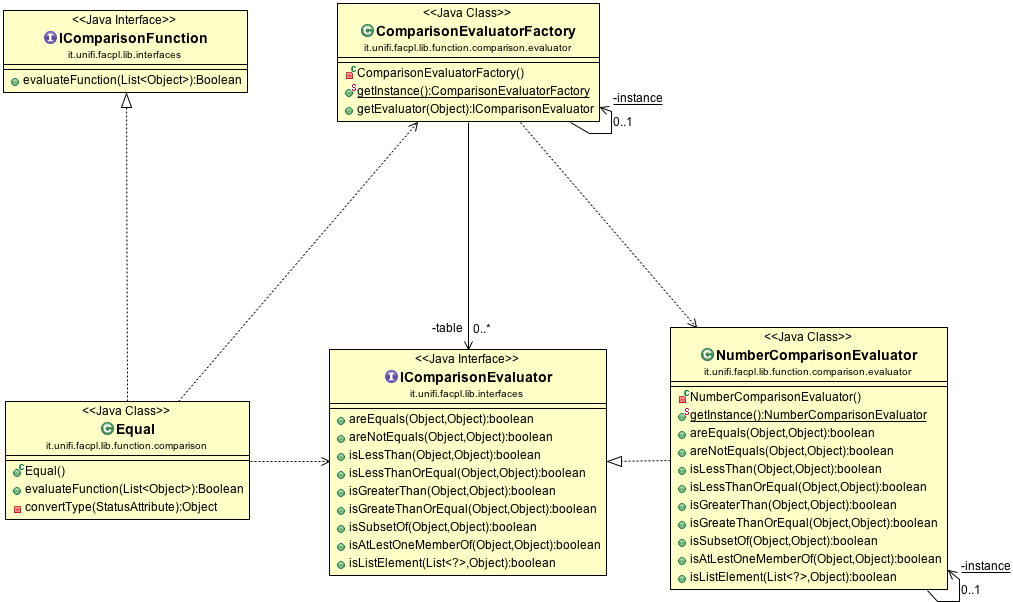 <<Java Interface>>
IComparisonFunction
it.unifi.facpl.lib.interfaces
evaluateFunction(List<Object>):Boolean
<<Java Class>>
ComparisonEvaluatorFactory
it.unifi.facpl.lib.function.comparison.evaluator
ComparisonEvaluatorFactory()
getInstance():ComparisonEvaluatorFactory
getEvaluator(Object):IComparisonEvaluator
-instance
0..1
-table 0..*
<<Java Class>>
Equal
it.unifi.facpl.lib.function.comparison
Equal()
evaluateFunction(List<Object>):Boolean
convertType(StatusAttribute):Object
<<Java Interface>>
IComparisonEvaluator
it.unifi.facpl.lib.interfaces
areEquals(Object,Object):boolean
areNotEquals(Object,Object):boolean
isLessThan(Object,Object):boolean
isLessThanOrEqual(Object,Object):boolean
isGreaterThan(Object,Object):boolean
isGreateThanOrEqual(Object,Object):boolean
isSubsetOf(Object,Object):boolean
isAtLestOneMemberOf(Object,Object):boolean
isListElement(List<?>,Object):boolean
<<Java Class>>
NumberComparisonEvaluator
it.unifi.facpl.lib.function.comparison.evaluator
NumberComparisonEvaluator()
getInstance():NumberComparisonEvaluator
areEquals(Object,Object):boolean
areNotEquals(Object,Object):boolean
isLessThan(Object,Object):boolean
isLessThanOrEqual(Object,Object):boolean
isGreaterThan(Object,Object):boolean
isGreateThanOrEqual(Object,Object):boolean
isSubsetOf(Object,Object):boolean
isAtLestOneMemberOf(Object,Object):boolean
isListElement(List<?>,Object):boolean
-instance
0..1